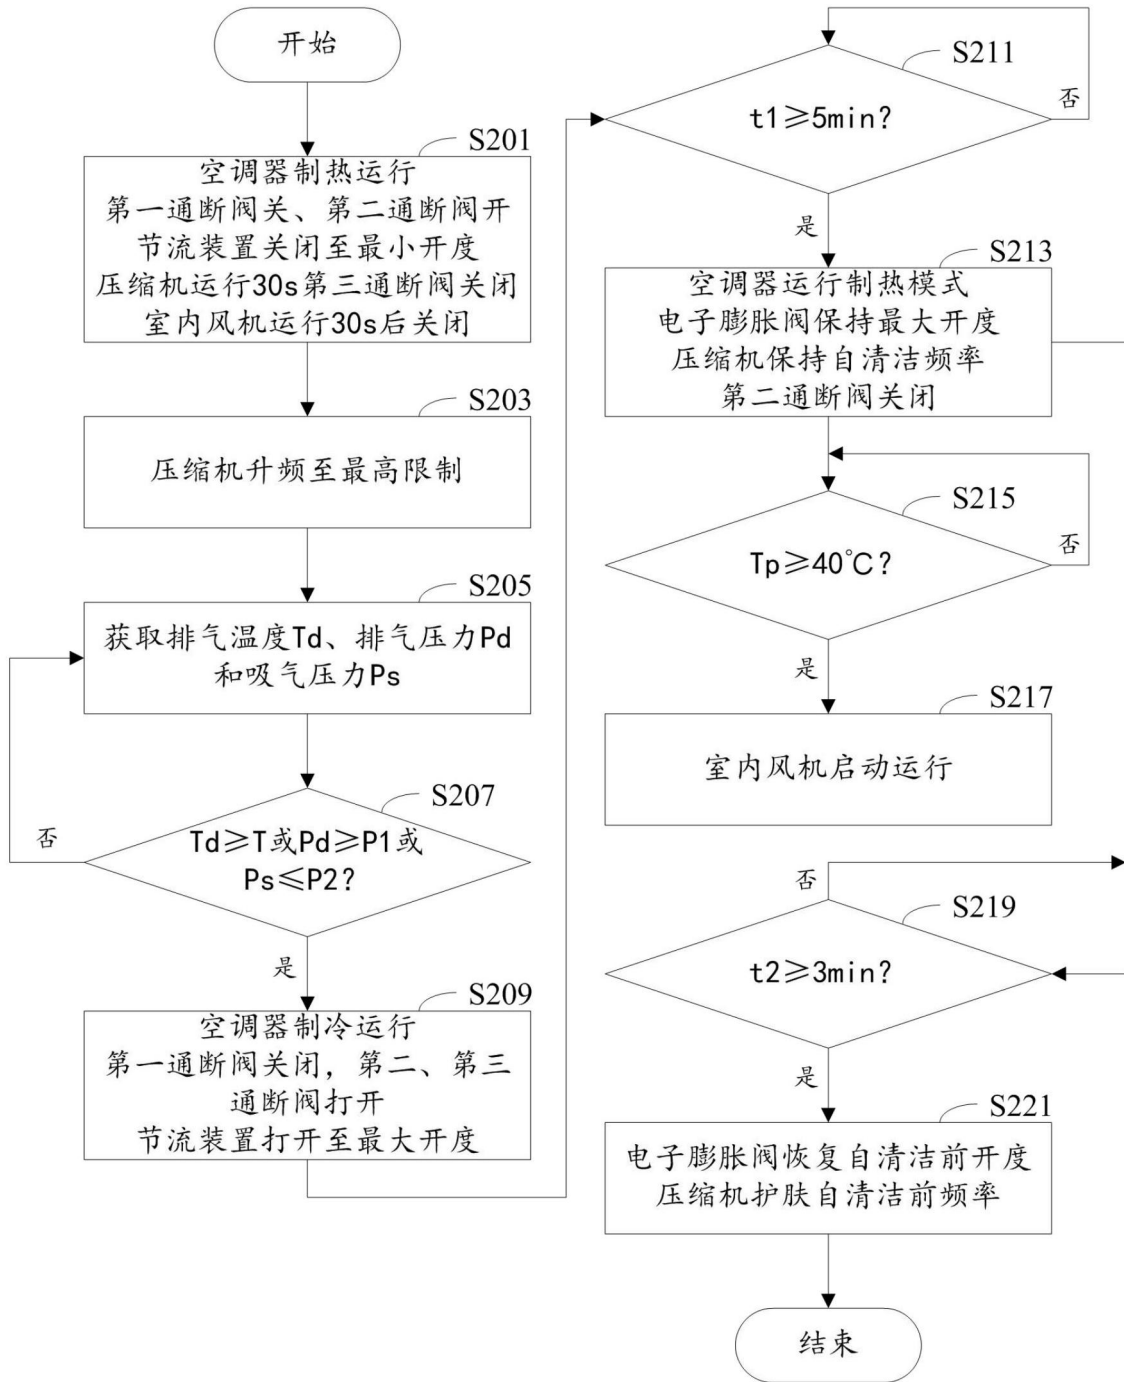 开始
S201
空调器制热运行
第一通断阀关、第二通断阀开
节流装置关闭至最小开度
压缩机运行30s第三通断阀关闭
室内风机运行30s后关闭
S203
压缩机升频至最高限制
S205
获取排气温度Td、排气压力Pd
和吸气压力Ps
S207
否
Td≥T或Pd≥P1或
Ps≤P2?
是
S209
空调器制冷运行
第一通断阀关闭，第二、第三
通断阀打开
节流装置打开至最大开度
S211
t1≥5min?
否
是
S213
空调器运行制热模式
电子膨胀阀保持最大开度
压缩机保持自清洁频率
第二通断阀关闭
S215
Tp≥40℃?
否
是
S217
室内风机启动运行
否
S219
t2≥3min?
是
S221
电子膨胀阀恢复自清洁前开度
压缩机护肤自清洁前频率
结束